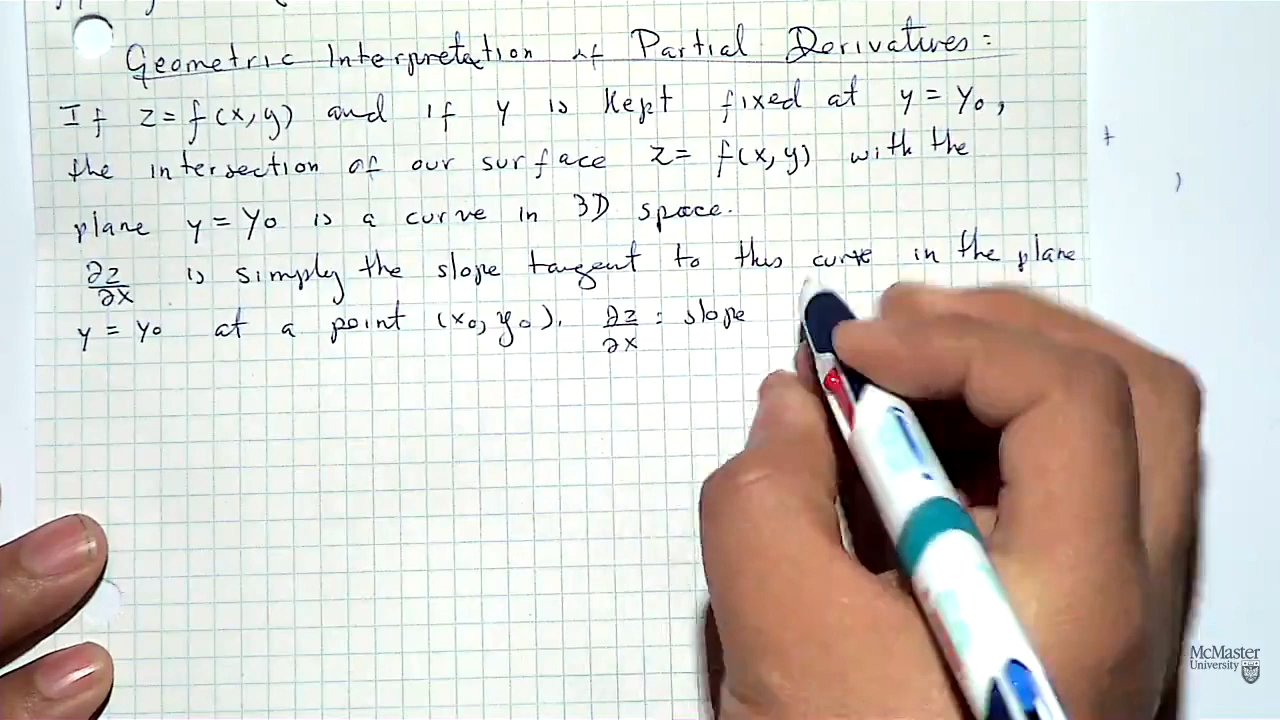 Geometric Interpretation of Partial Derivatives:
If z = f(x, y) and if y is kept fixed at y = y₀,
the intersection of our surface z = f(x, y) with the
plane y = y₀ is a curve in 3D space.
∂z/∂x is simply the slope tangent to this curve in the plane
y = y₀ at a point (x₀, y₀). ∂z/∂x : slope
McMaster
University